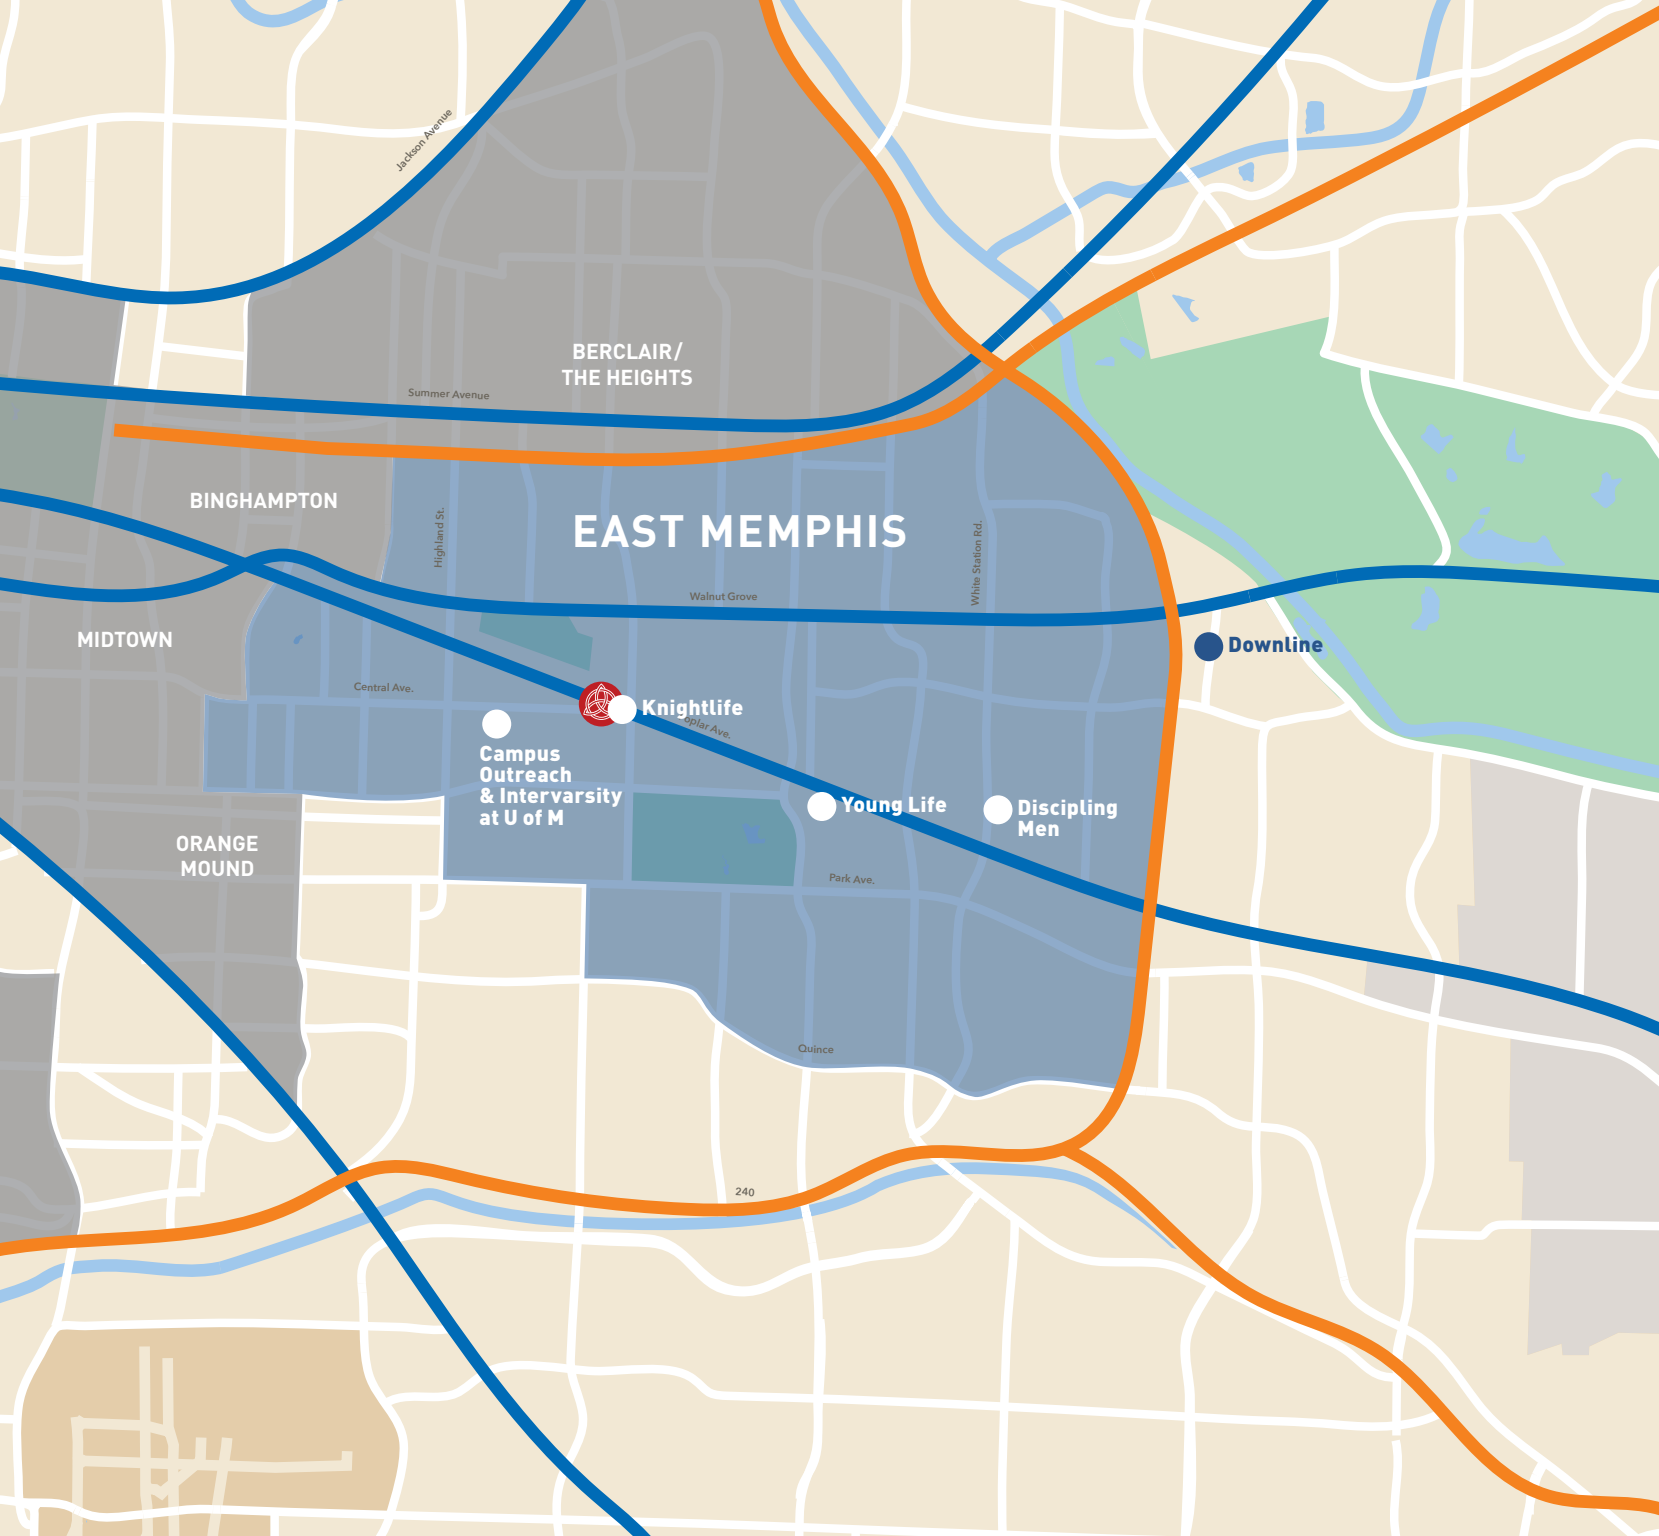 Jackson Avenue
BERCLAIR/
THE HEIGHTS
Summer Avenue
BINGHAMPTON
EAST MEMPHIS
Highland St.
White Station Rd.
Walnut Grove
MIDTOWN
Downline
Central Ave.
Knightlife
Ave.
Campus
Outreach
& Intervarsity
at U of M
Young Life
Discipling
Men
ORANGE
MOUND
Park Ave.
Quince
240